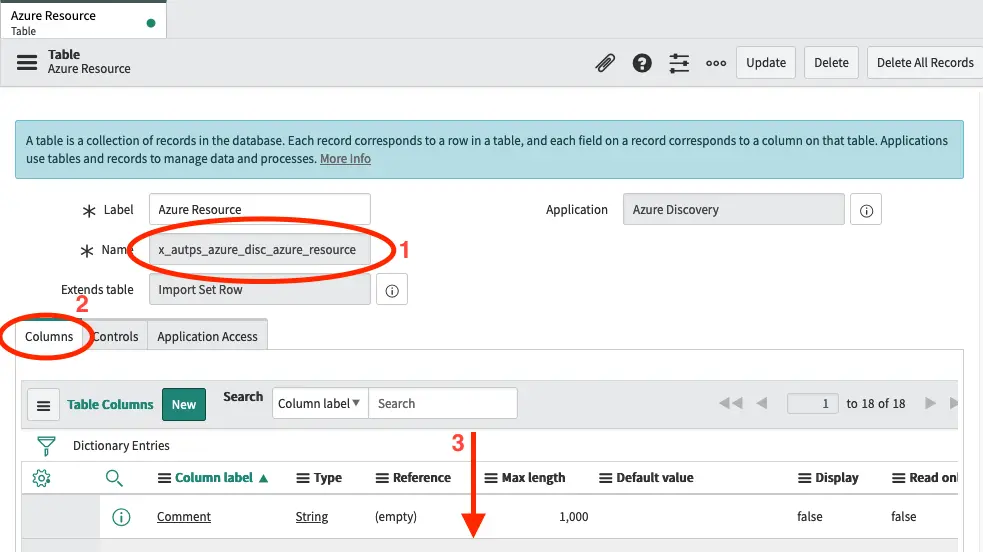 Azure Resource
Table
Table
Azure Resource
Update
Delete
Delete All Records
A table is a collection of records in the database. Each record corresponds to a row in a table, and each field on a record corresponds to a column on that table. Applications
use tables and records to manage data and processes. More Info
Label Azure Resource Application Azure Discovery
Name x_autps_azure_disc_azure_resource 1
Extends table Import Set Row
2
Columns Controls Application Access
Table Columns New Search Column label Search 1 to 18 of 18
3
Dictionary Entries
Column label Type Reference Max length Default value Display Read onl
Comment String (empty) 1,000 false false